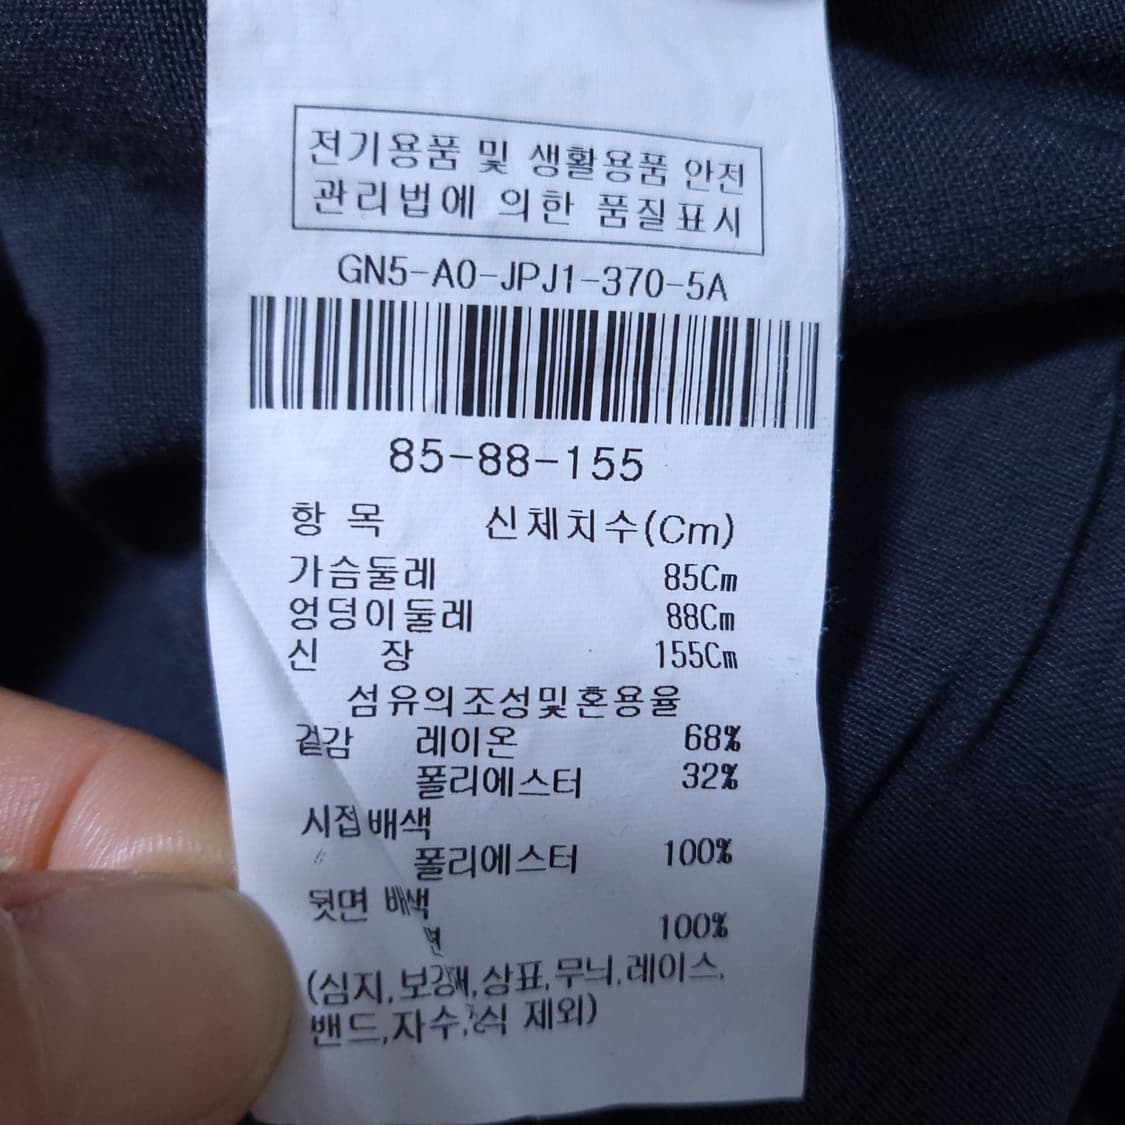 전기용품 및 생활용품 안전
관리법에 의한 품질표시
GN5-A0-JPJ1-370-5A
85-88-155
항 목 신체치수(Cm)
가슴둘레 85Cm
엉덩이둘레 88Cm
신 장 155Cm
섬유의조성및혼용율
겉감 레이온 68%
폴리에스터 32%
시접배색
폴리에스터 100%
뒷면 배색
면 100%
(심지,보강재,상표,무늬,레이스,
밴드,자수,장식 제외)